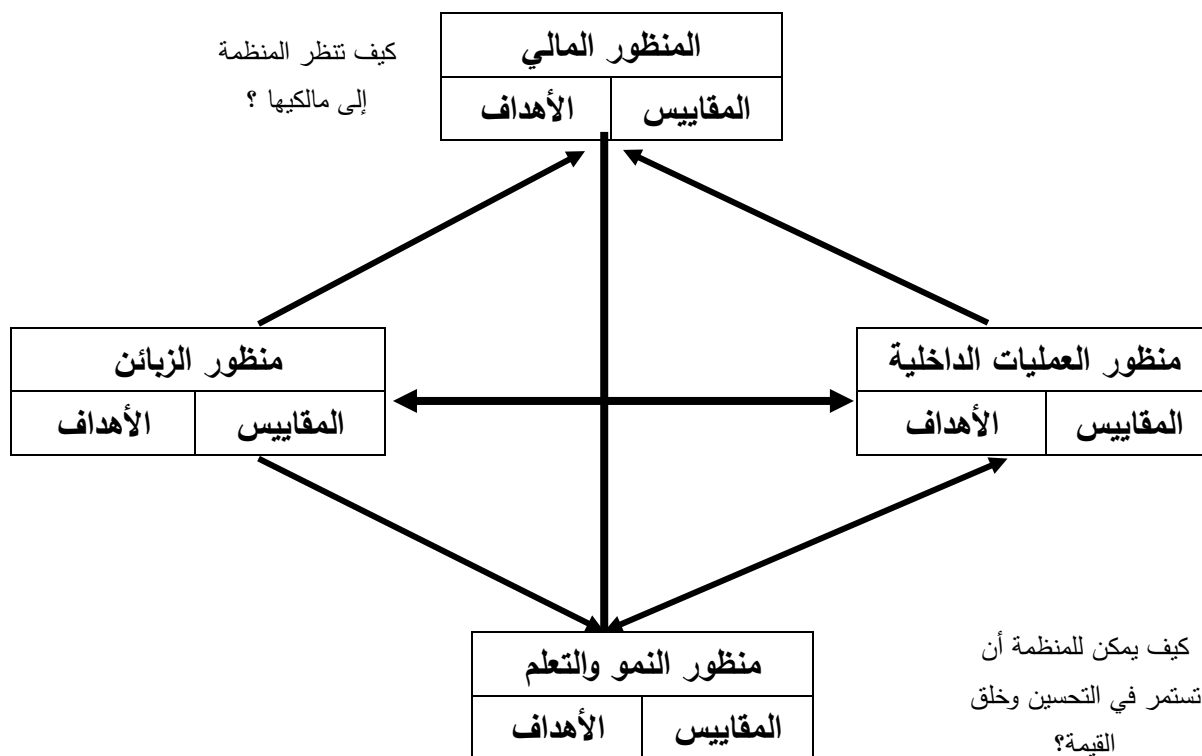 المنظور المالي
المقاييس الأهداف
كيف تنظر المنظمة
إلى مالكيها ؟
منظور العمليات الداخلية
المقاييس الأهداف
منظور الزبائن
المقاييس الأهداف
منظور النمو والتعلم
المقاييس الأهداف
كيف يمكن للمنظمة أن
تستمر في التحسين وخلق
القيمة؟